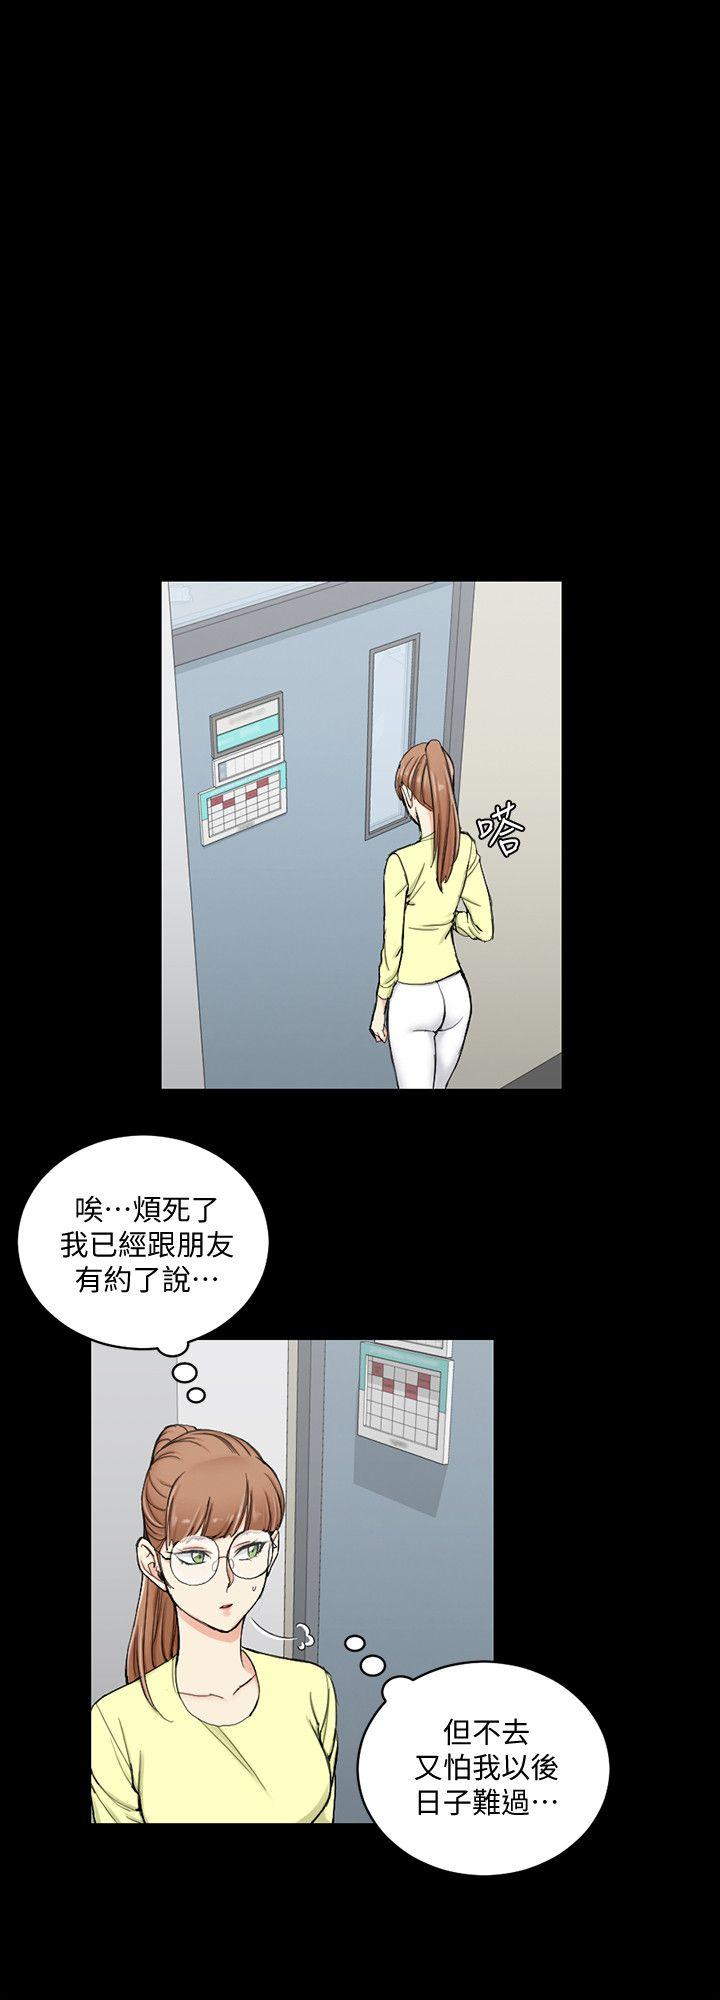 嗒
唉…煩死了
我已經跟朋友
有約了說…
但不去
又怕我以後
日子難過…